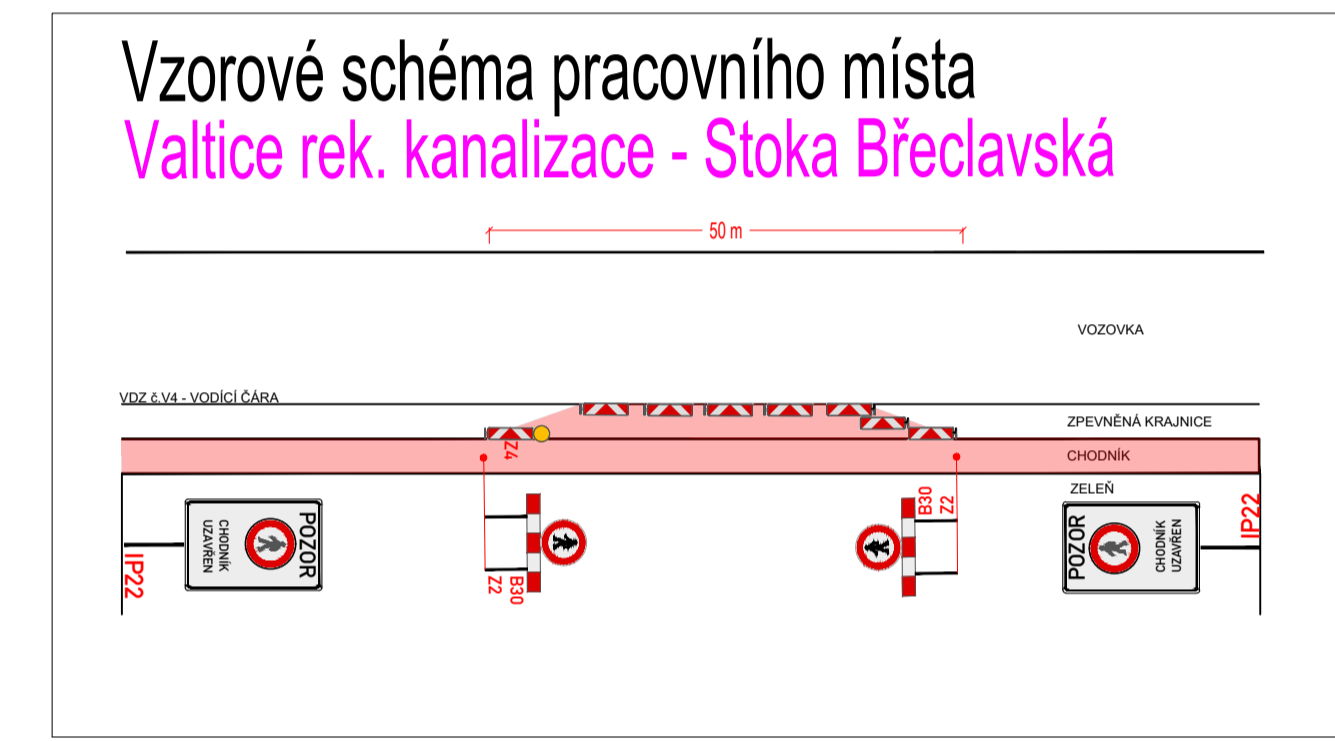 Vzorové schéma pracovního místa
Valtice rek. kanalizace - Stoka Břeclavská
50 m
VOZOVKA
VDZ č.V4 - VODÍCÍ ČÁRA
ZPEVNĚNÁ KRAJNICE
Z4
CHODNÍK
ZELEŇ
IP22
POZOR
CHODNÍK
UZAVŘEN
Z2
B30
B30
Z2
POZOR
CHODNÍK
UZAVŘEN
IP22